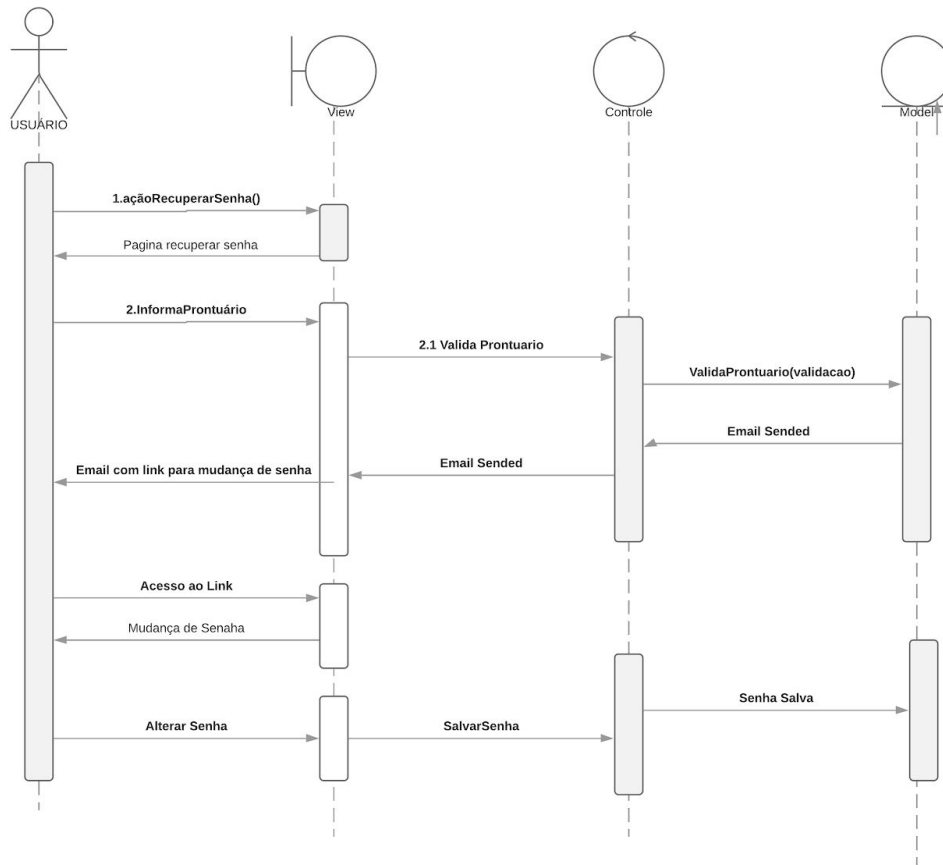 USUÁRIO
View
Controle
Model
1.açãoRecuperarSenha()
Pagina recuperar senha
2.InformaProntuário
2.1 Valida Prontuario
ValidaProntuario(validacao)
Email Sended
Email Sended
Email com link para mudança de senha
Acesso ao Link
Mudança de Senaha
Senha Salva
Alterar Senha
SalvarSenha